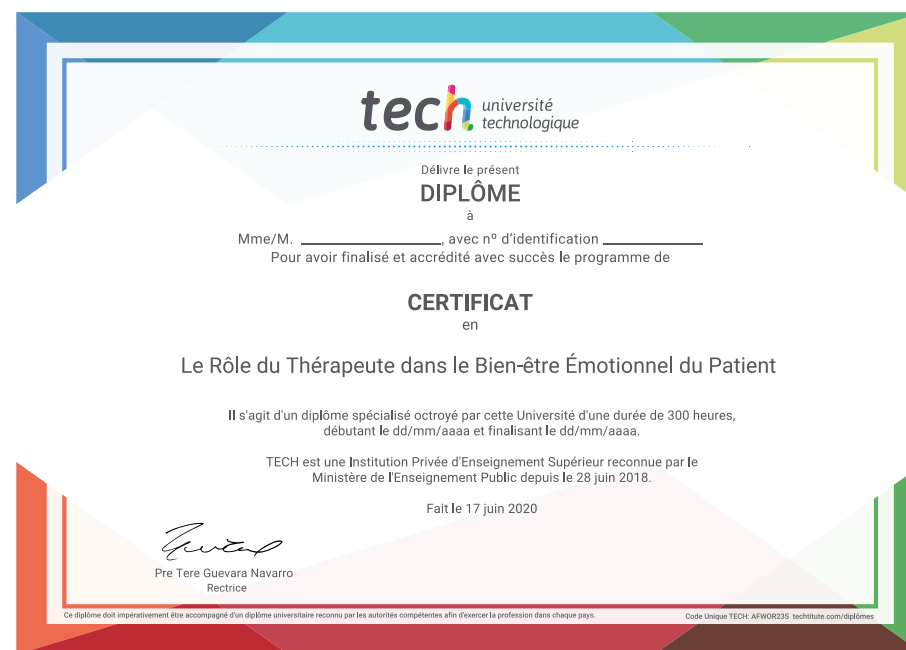 tech université
technologique
Délivre le présent
DIPLÔME
à
Mme/M. ____________________, avec nº d'identification ______________
Pour avoir finalisé et accrédité avec succès le programme de
CERTIFICAT
en
Le Rôle du Thérapeute dans le Bien-être Émotionnel du Patient
Il s'agit d'un diplôme spécialisé octroyé par cette Université d'une durée de 300 heures,
débutant le dd/mm/aaaa et finalisant le dd/mm/aaaa.
TECH est une Institution Privée d'Enseignement Supérieur reconnue par le
Ministère de l'Enseignement Public depuis le 28 juin 2018.
Fait le 17 juin 2020
Pre Tere Guevara Navarro
Rectrice
Ce diplôme doit impérativement être accompagné d'un diplôme universitaire reconnu par les autorités compétentes afin d'exercer la profession dans chaque pays.
Code Unique TECH: AFWOR23S techtitute.com/diplômes